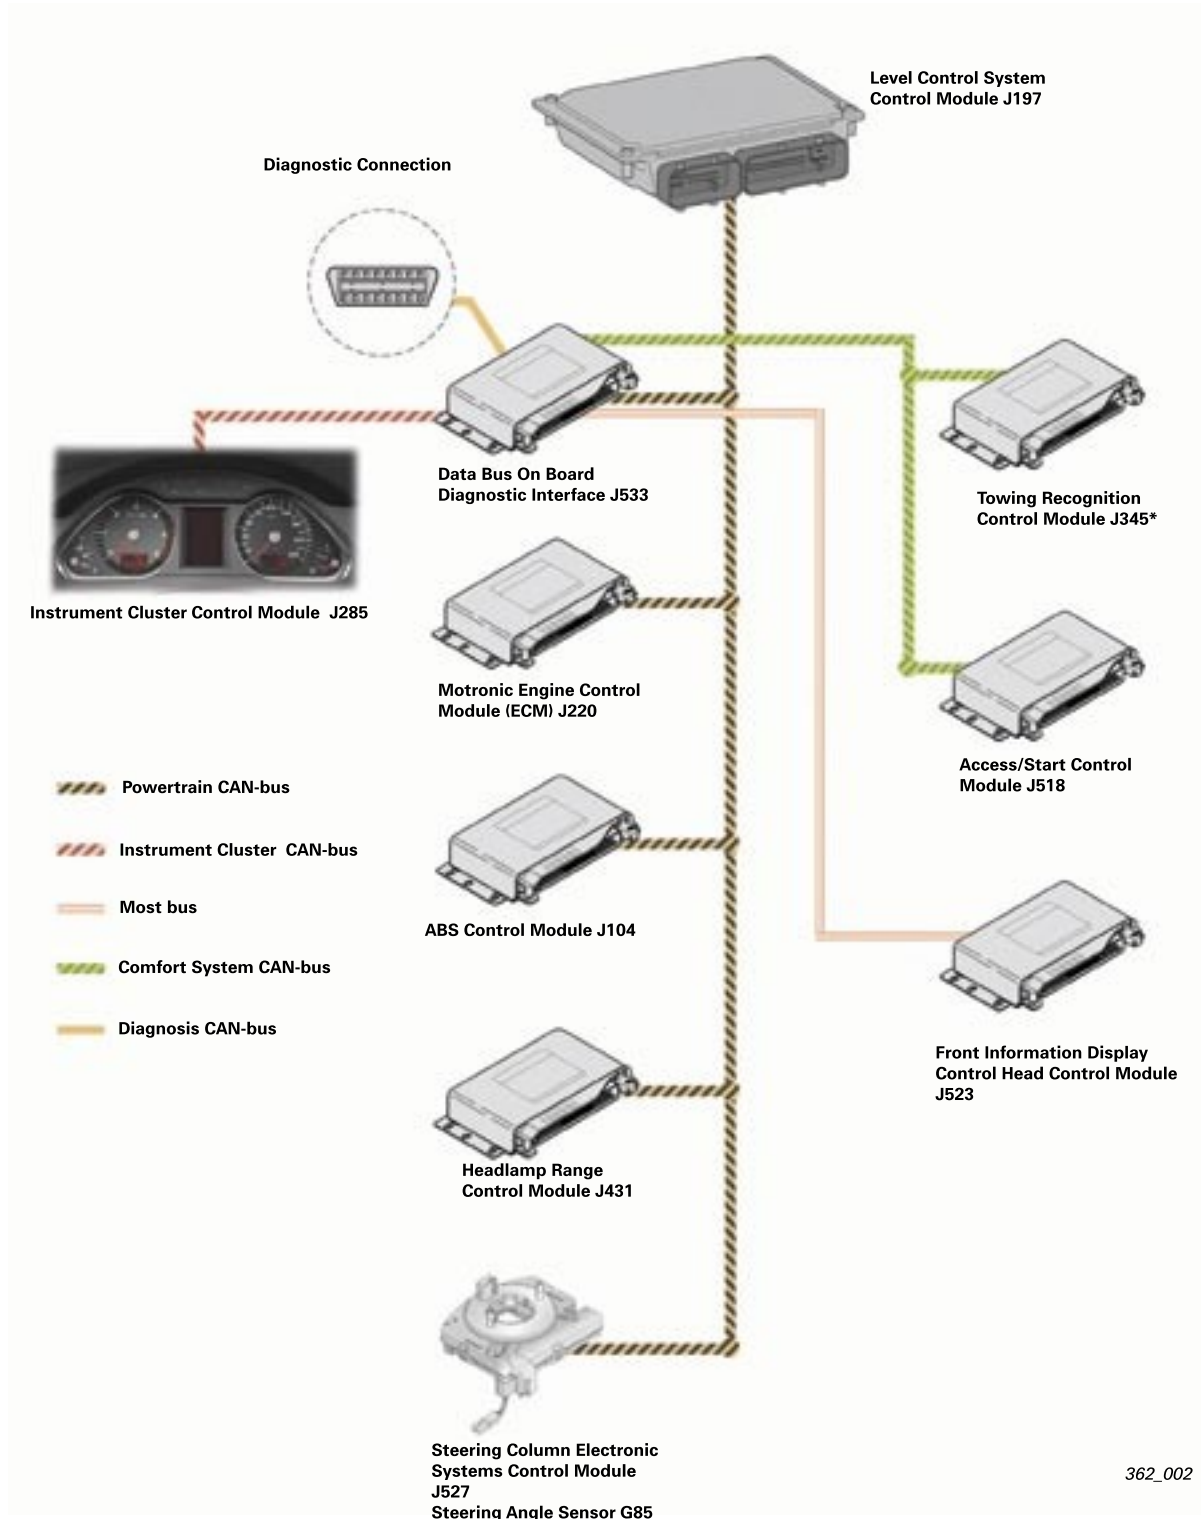 Level Control System
Control Module J197
Diagnostic Connection
Data Bus On Board
Diagnostic Interface J533
Towing Recognition
Control Module J345*
Instrument Cluster Control Module  J285
Motronic Engine Control
Module (ECM) J220
Access/Start Control
Module J518
Powertrain CAN-bus
Instrument Cluster  CAN-bus
Most bus
Comfort System CAN-bus
Diagnosis CAN-bus
ABS Control Module J104
Front Information Display
Control Head Control Module
J523
Headlamp Range
Control Module J431
Steering Column Electronic
Systems Control Module
J527
Steering Angle Sensor G85
362_002